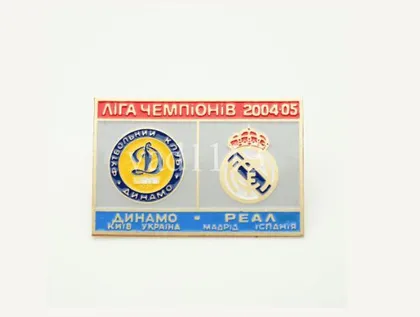 ЛІГА ЧЕМПІОНІВ 2004-05
ФУТБОЛЬНИЙ КЛУБ
Д
ДИНАМО
ДИНАМО - РЕАЛ
КИЇВ УКРАЇНА МАДРІД ІСПАНІЯ